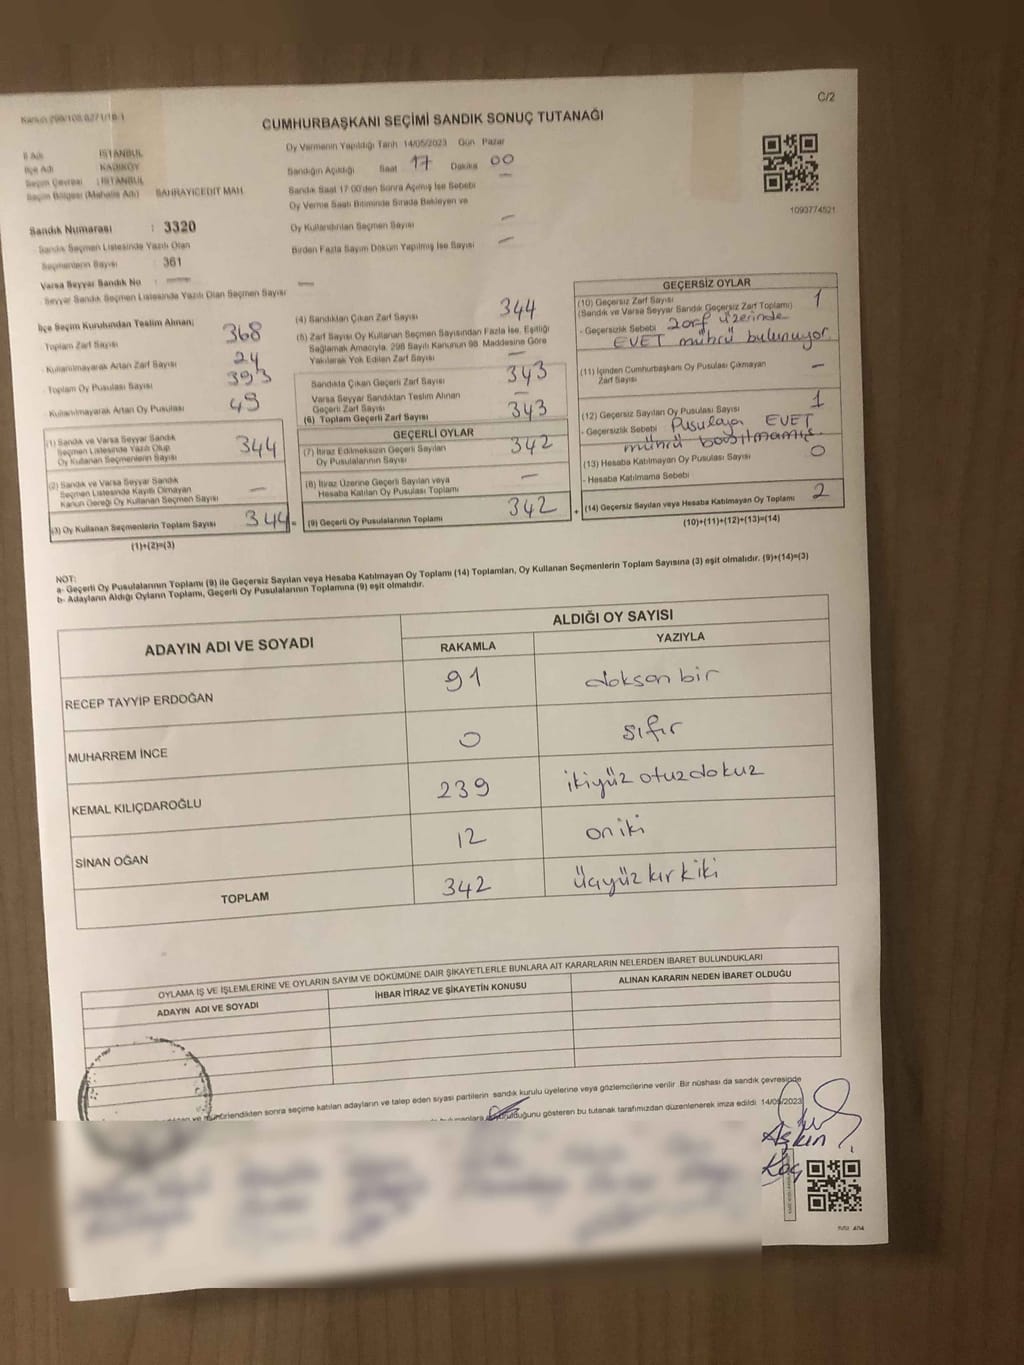 C/2
CUMHURBAŞKANI SEÇİMİ SANDIK SONUÇ TUTANAĞI
İl Adı İSTANBUL
İlçe Adı KADIKÖY
Seçim Çevresi : İSTANBUL
Seçim Bölgesi (Mahalle Adı) SAHRAYICEDİT MAH.
Sandık Numarası : 3320
Sandık Seçmen Listesinde Yazılı Olan
Seçmenlerin Sayısı : 361
Varsa Seyyar Sandık No : —
Seyyar Sandık Seçmen Listesinde Yazılı Olan Seçmen Sayısı —
Oy Vermenin Yapıldığı Tarih 14/05/2023 Gün Pazar
Sandığın Açıldığı Saat 17 Dakika 00
Sandık Saat 17:00'den Sonra Açılmış İse Sebebi —
Oy Verme Saati Bitiminde Sırada Bekleyen ve
Oy Kullandırılan Seçmen Sayısı —
Birden Fazla Sayım Döküm Yapılmış İse Sayısı —
1093774521
İlçe Seçim Kurulundan Teslim Alınan;
- Toplam Zarf Sayısı 368
- Kullanılmayarak Artan Zarf Sayısı 24
- Toplam Oy Pusulası Sayısı 393
- Kullanılmayarak Artan Oy Pusulası 49
(1) Sandık ve Varsa Seyyar Sandık
Seçmen Listesinde Yazılı Olup
Oy Kullanan Seçmenlerin Sayısı 344
(2) Sandık ve Varsa Seyyar Sandık
Seçmen Listesinde Kayıtlı Olmayan
Kanun Gereği Oy Kullanan Seçmen Sayısı —
(3) Oy Kullanan Seçmenlerin Toplam Sayısı 344 =
(1)+(2)=(3)
(4) Sandıktan Çıkan Zarf Sayısı 344
(5) Zarf Sayısı Oy Kullanan Seçmen Sayısından Fazla İse, Eşitliği
Sağlamak Amacıyla, 298 Sayılı Kanunun 98. Maddesine Göre
Yakılarak Yok Edilen Zarf Sayısı —
Sandıkta Çıkan Geçerli Zarf Sayısı 343
Varsa Seyyar Sandıktan Teslim Alınan
Geçerli Zarf Sayısı —
(6) Toplam Geçerli Zarf Sayısı 343
GEÇERLİ OYLAR
(7) İtiraz Edilmeksizin Geçerli Sayılan
Oy Pusulasının Sayısı 342
(8) İtiraz Üzerine Geçerli Sayılan veya
Hesaba Katılan Oy Pusulası Toplamı —
(9) Geçerli Oy Pusulalarının Toplamı 342 +
GEÇERSİZ OYLAR
(10) Geçersiz Zarf Sayısı 1
(Sandık ve Varsa Seyyar Sandık Geçersiz Zarf Toplamı)
- Geçersizlik Sebebi Zarf üzerinde
EVET mührü bulunuyor.
(11) İçinden Cumhurbaşkanı Oy Pusulası Çıkmayan
Zarf Sayısı —
(12) Geçersiz Sayılan Oy Pusulası Sayısı 1
- Geçersizlik Sebebi Pusulaya EVET
mührü basılmamış
(13) Hesaba Katılmayan Oy Pusulası Sayısı 0
- Hesaba Katılmama Sebebi
(14) Geçersiz Sayılan veya Hesaba Katılmayan Oy Toplamı 2
(10)+(11)+(12)+(13)=(14)
NOT:
a- Geçerli Oy Pusulalarının Toplamı (9) ile Geçersiz Sayılan veya Hesaba Katılmayan Oy Toplamı (14) Toplamları, Oy Kullanan Seçmenlerin Toplam Sayısına (3) eşit olmalıdır. (9)+(14)=(3)
b- Adayların Aldığı Oyların Toplamı, Geçerli Oy Pusulalarının Toplamına (9) eşit olmalıdır.
ADAYIN ADI VE SOYADI ALDIĞI OY SAYISI
RAKAMLA YAZIYLA
RECEP TAYYİP ERDOĞAN 91 doksan bir
MUHARREM İNCE 0 sıfır
KEMAL KILIÇDAROĞLU 239 ikiyüz otuzdokuz
SİNAN OĞAN 12 on iki
TOPLAM 342 üçyüz kırkiki
OYLAMA İŞ VE İŞLEMLERİNE VE OYLARIN SAYIM VE DÖKÜMÜNE DAİR ŞİKAYETLERLE BUNLARA AİT KARARLARIN NELERDEN İBARET BULUNDUKLARI
ADAYIN ADI VE SOYADI İHBAR İTİRAZ VE ŞİKAYETİN KONUSU ALINAN KARARIN NEDEN İBARET OLDUĞU
sonra seçime katılan adayların ve talep eden siyasi partilerin sandık kurulu üyelerine veya gözlemcilerine verilir. Bir nüshası da sandık çevresinde
olduğunu gösteren bu tutanak tarafımızdan düzenlenerek imza edildi. 14/05/2023
Aşkın
Koç